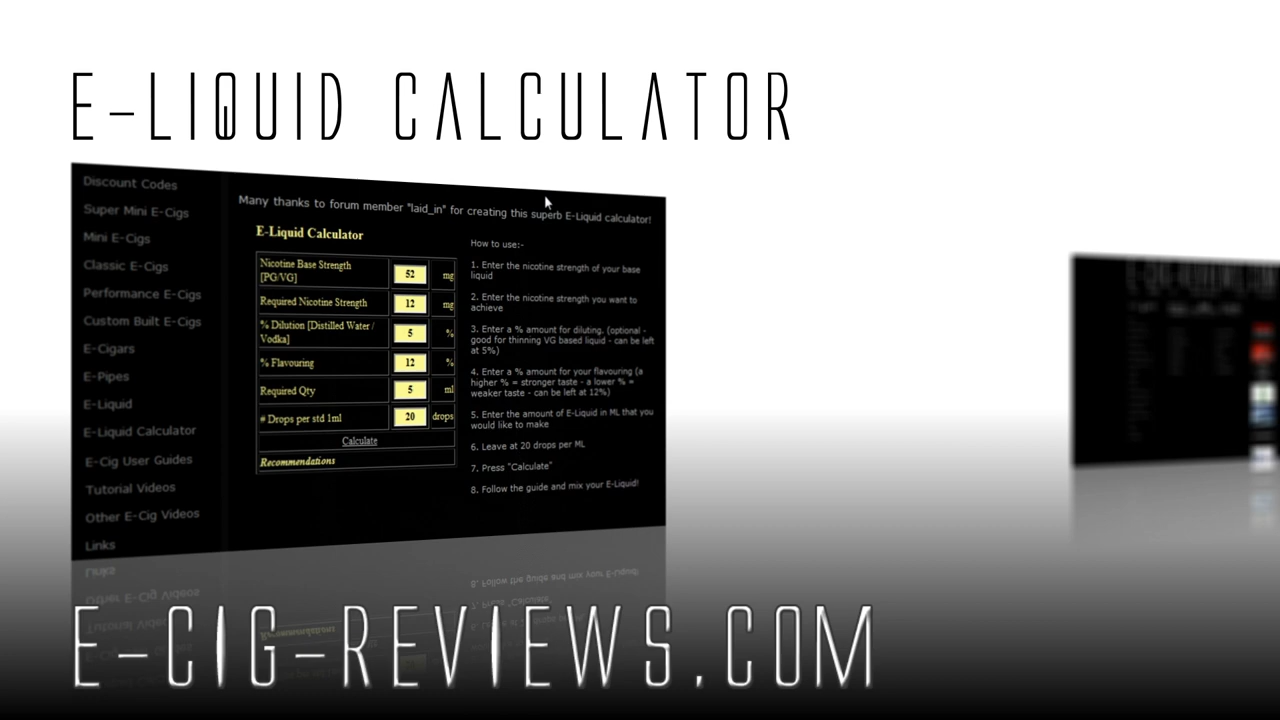 E-LIQUID CALCULATOR
Discount Codes
Super Mini E-Cigs
Mini E-Cigs
Classic E-Cigs
Performance E-Cigs
Custom Built E-Cigs
E-Cigars
E-Pipes
E-Liquid
E-Liquid Calculator
E-Cig User Guides
Tutorial Videos
Other E-Cig Videos
Links
Many thanks to forum member "laid_in" for creating this superb E-Liquid calculator!
E-Liquid Calculator
Nicotine Base Strength
[PG/VG] 52 mg
Required Nicotine Strength 12 mg
% Dilution [Distilled Water /
Vodka] 5 %
% Flavouring 12 %
Required Qty 5 ml
# Drops per std 1ml 20 drops
Calculate
Recommendations
How to use:-
1. Enter the nicotine strength of your base
liquid
2. Enter the nicotine strength you want to
achieve
3. Enter a % amount for diluting. (optional -
good for thinning VG based liquid - can be left
at 5%)
4. Enter a % amount for your flavouring (a
higher % = stronger taste - a lower % =
weaker taste - can be left at 12%)
5. Enter the amount of E-Liquid in ML that you
would like to make
6. Leave at 20 drops per ML
7. Press "Calculate"
8. Follow the guide and mix your E-Liquid!
E-CIG-REVIEWS.COM